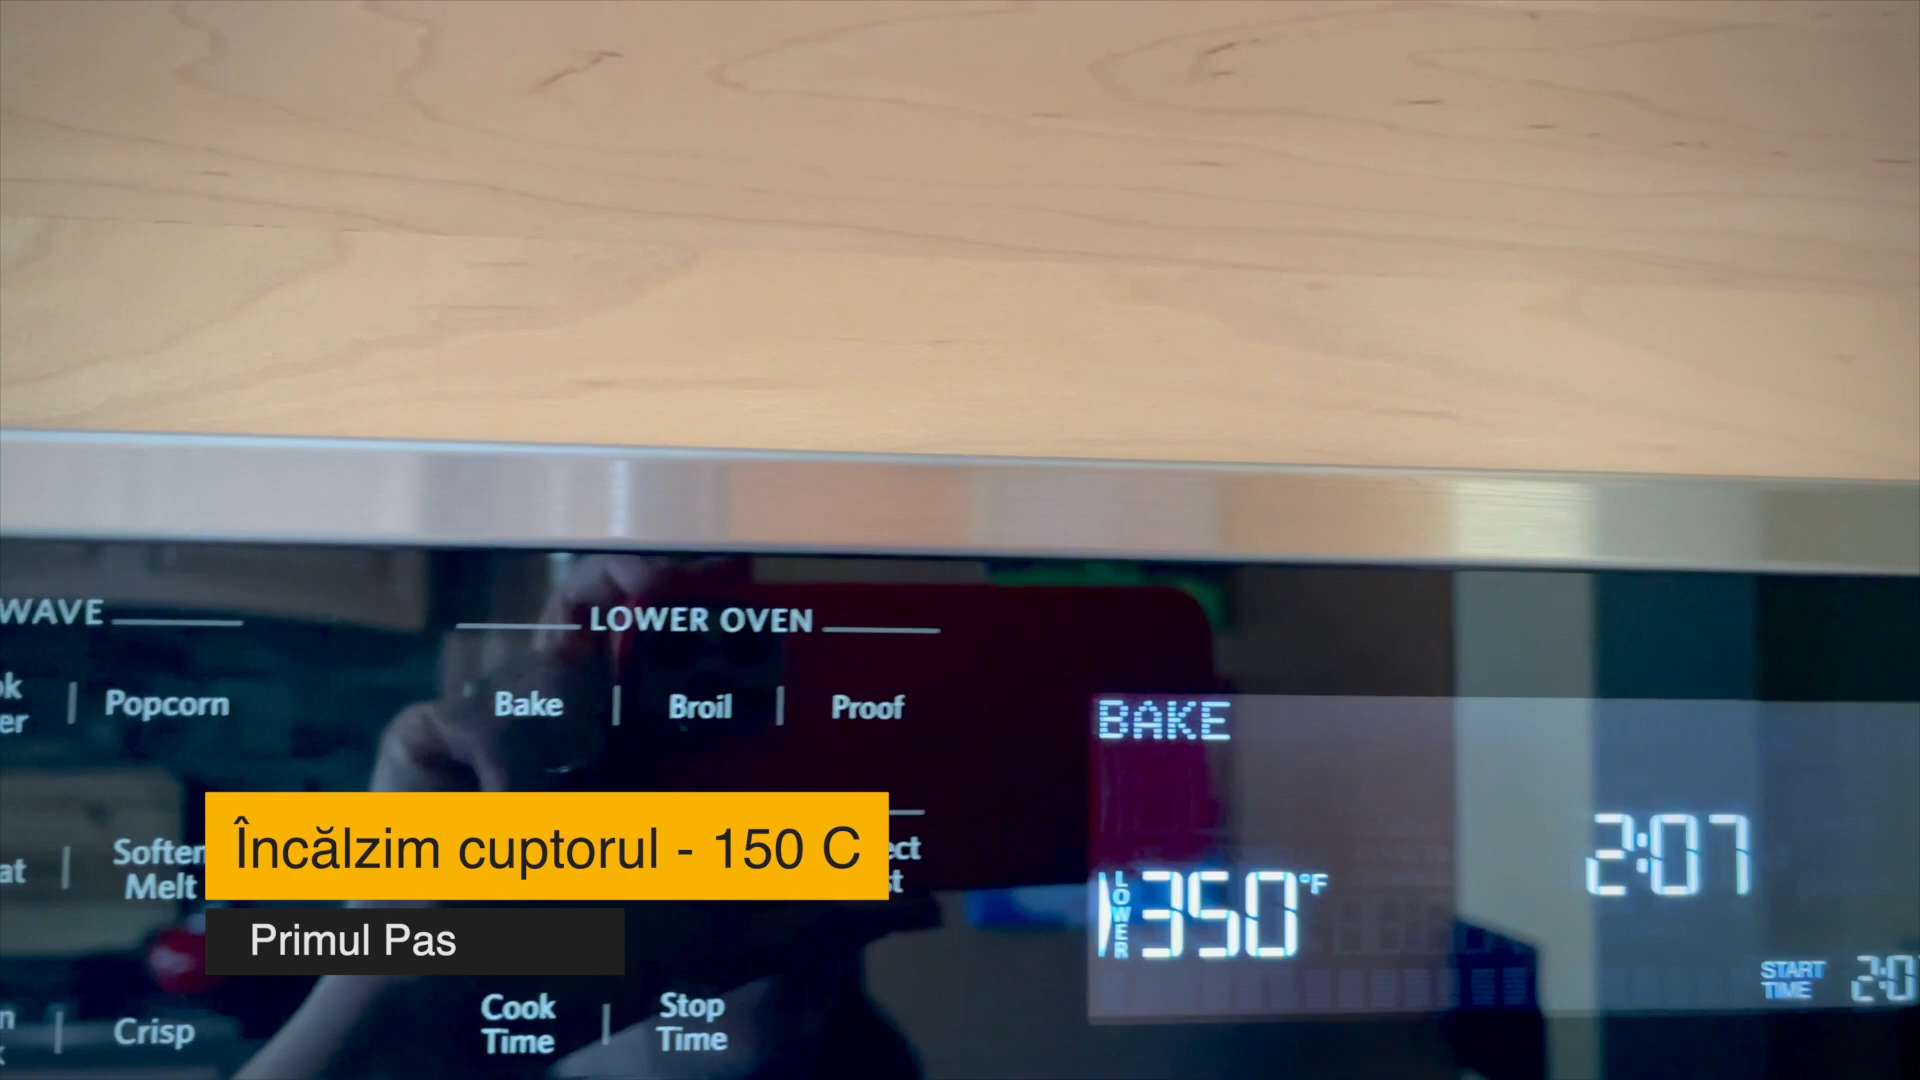 WAVE
LOWER OVEN
Popcorn
Bake
Broil
Proof
BAKE
2:07
Încălzim cuptorul - 150 C
Melt
LOWER 350°F
Primul Pas
START TIME
Cook Time
Stop Time
Crisp